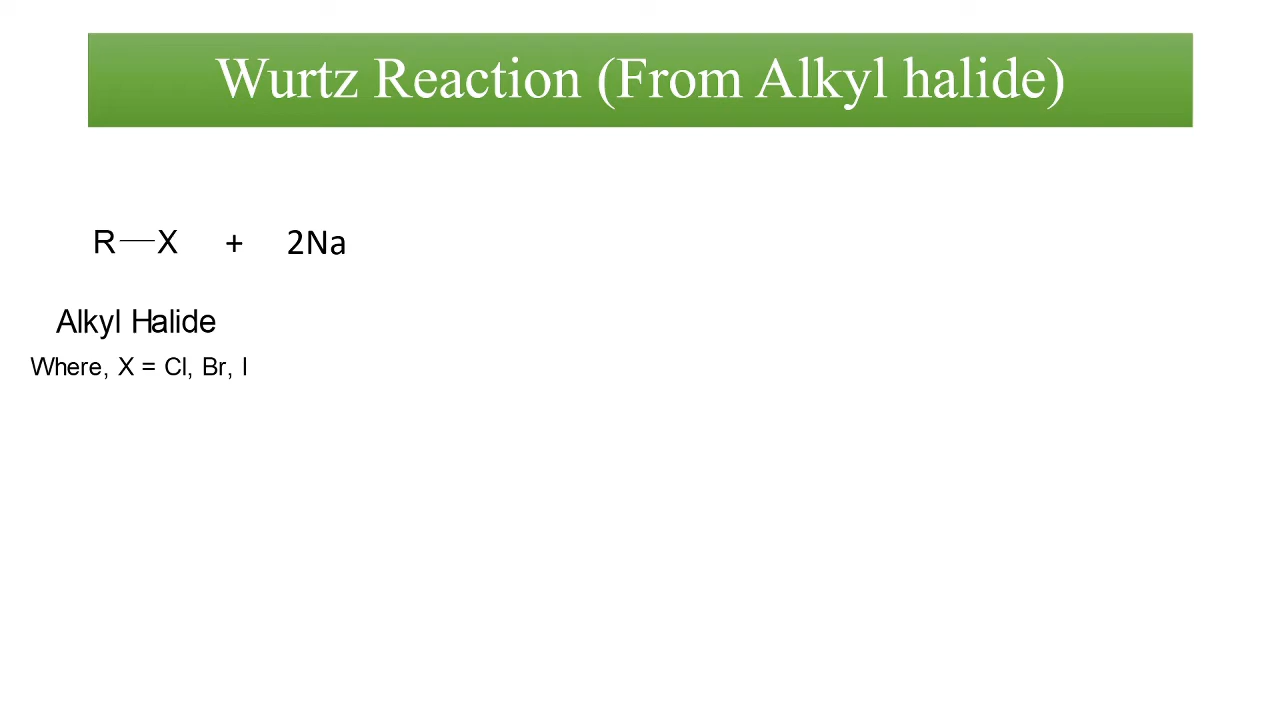 Wurtz Reaction (From Alkyl halide)
R—X + 2Na
Alkyl Halide
Where, X = Cl, Br, I